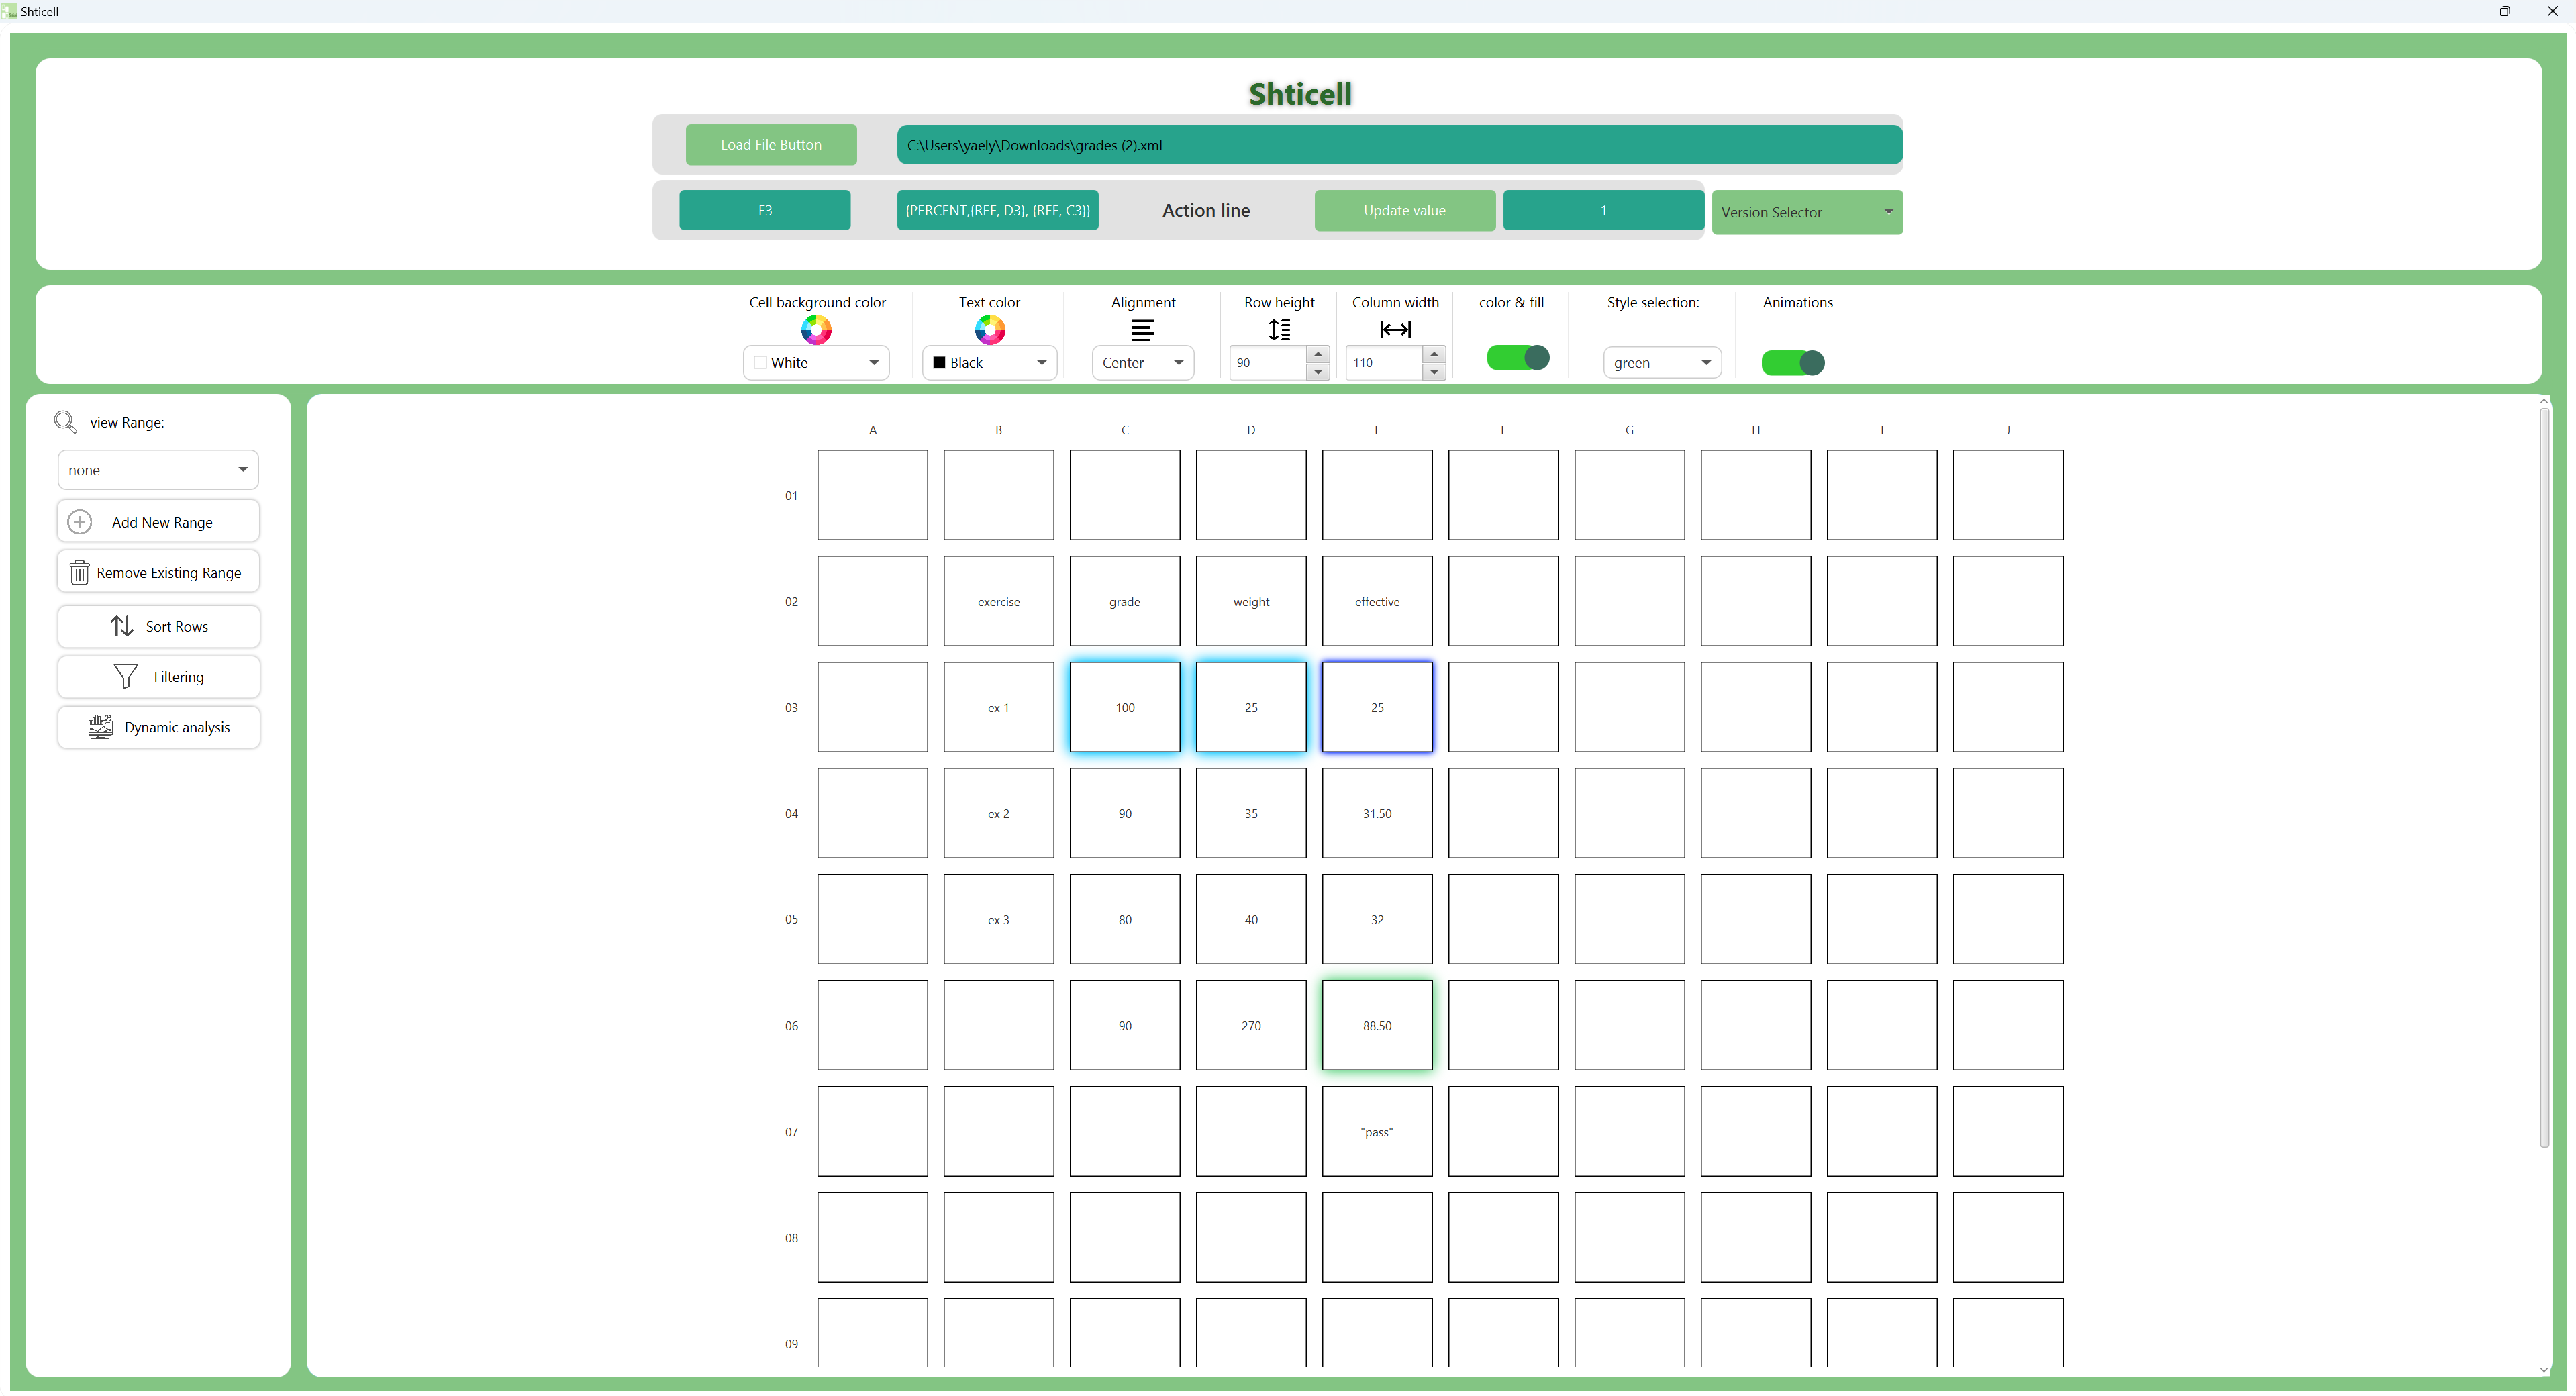 Shticell
Shticell
Load File Button C:\Users\yaely\Downloads\grades (2).xml
E3 {PERCENT,{REF, D3}, {REF, C3}} Action line Update value 1 Version Selector
Cell background color Text color Alignment Row height Column width color & fill Style selection: Animations
White Black Center 90 110 green
view Range:
none
Add New Range
Remove Existing Range
Sort Rows
Filtering
Dynamic analysis
A B C D E F G H I J
01
02 exercise grade weight effective
03 ex 1 100 25 25
04 ex 2 90 35 31.50
05 ex 3 80 40 32
06 90 270 88.50
07 "pass"
08
09